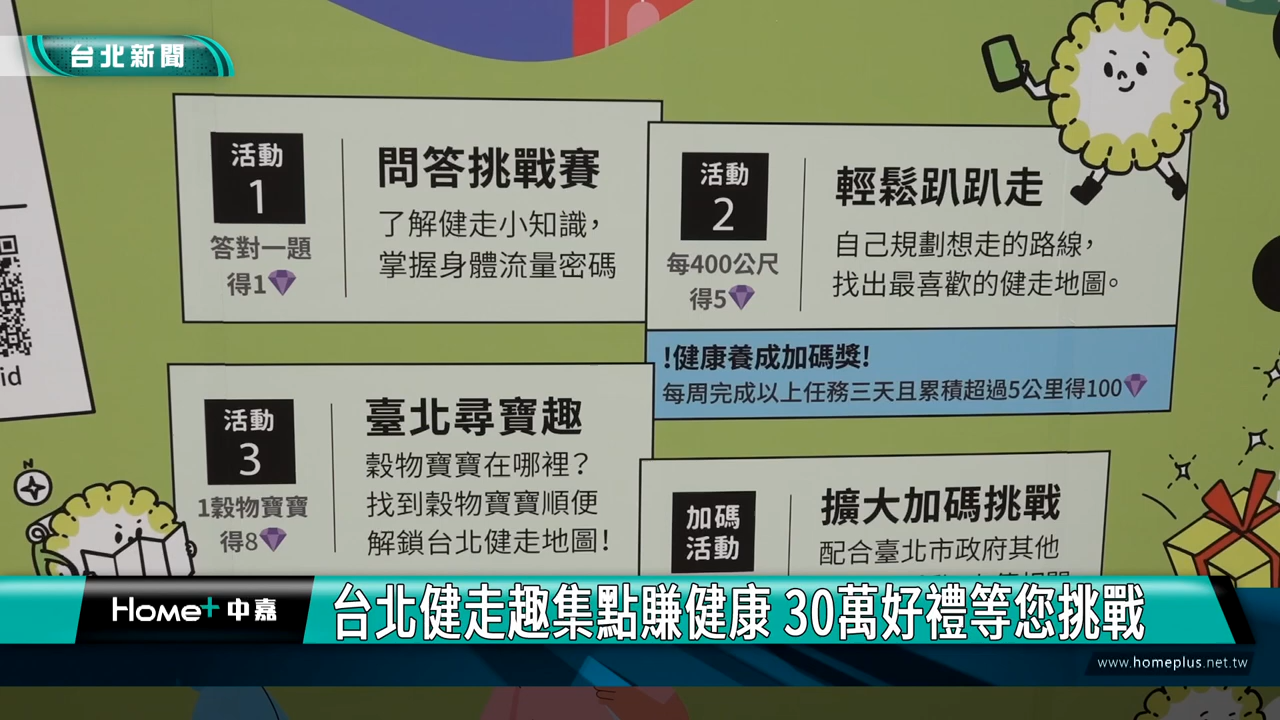 台北新聞
活動
1
答對一題
得1
問答挑戰賽
了解健走小知識，
掌握身體流量密碼
活動
2
每400公尺
得5
輕鬆趴趴走
自己規劃想走的路線，
找出最喜歡的健走地圖。
!健康養成加碼獎!
每周完成以上任務三天且累積超過5公里得100
id
活動
3
1穀物寶寶
得8
臺北尋寶趣
穀物寶寶在哪裡？
找到穀物寶寶順便
解鎖台北健走地圖！
N
加碼
活動
擴大加碼挑戰
配合臺北市政府其他
Home+中嘉
台北健走趣集點賺健康 30萬好禮等您挑戰
www.homeplus.net.tw